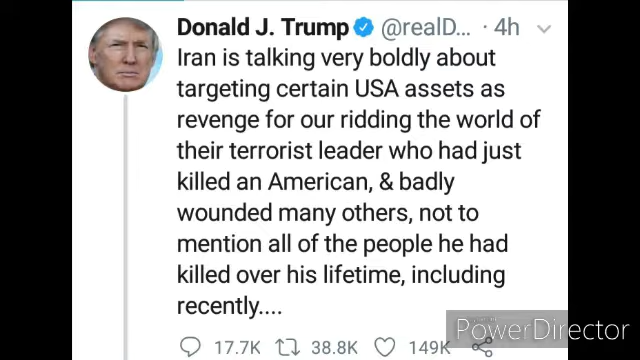 Donald J. Trump @realD... · 4h
Iran is talking very boldly about
targeting certain USA assets as
revenge for our ridding the world of
their terrorist leader who had just
killed an American, & badly
wounded many others, not to
mention all of the people he had
killed over his lifetime, including
recently....
17.7K 38.8K 149K
PowerDirector